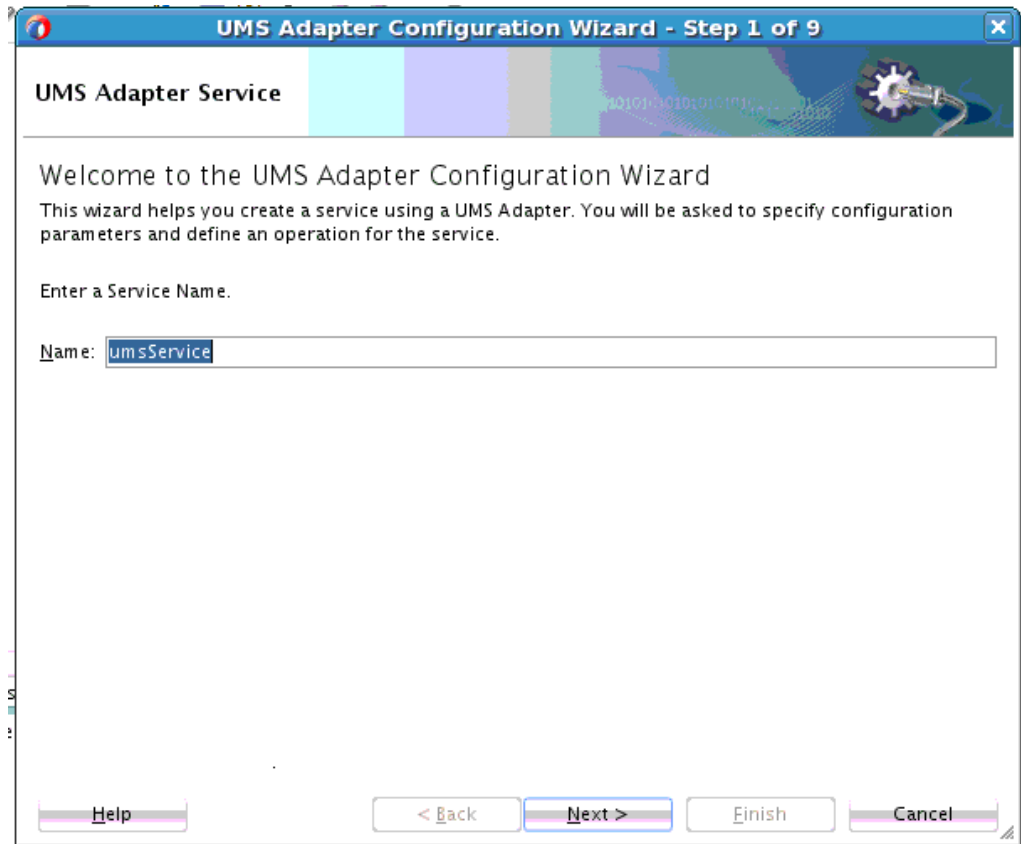 UMS Adapter Configuration Wizard - Step 1 of 9
UMS Adapter Service
Welcome to the UMS Adapter Configuration Wizard
This wizard helps you create a service using a UMS Adapter. You will be asked to specify configuration
parameters and define an operation for the service.
Enter a Service Name.
Name: umsService
Help < Back Next > Finish Cancel